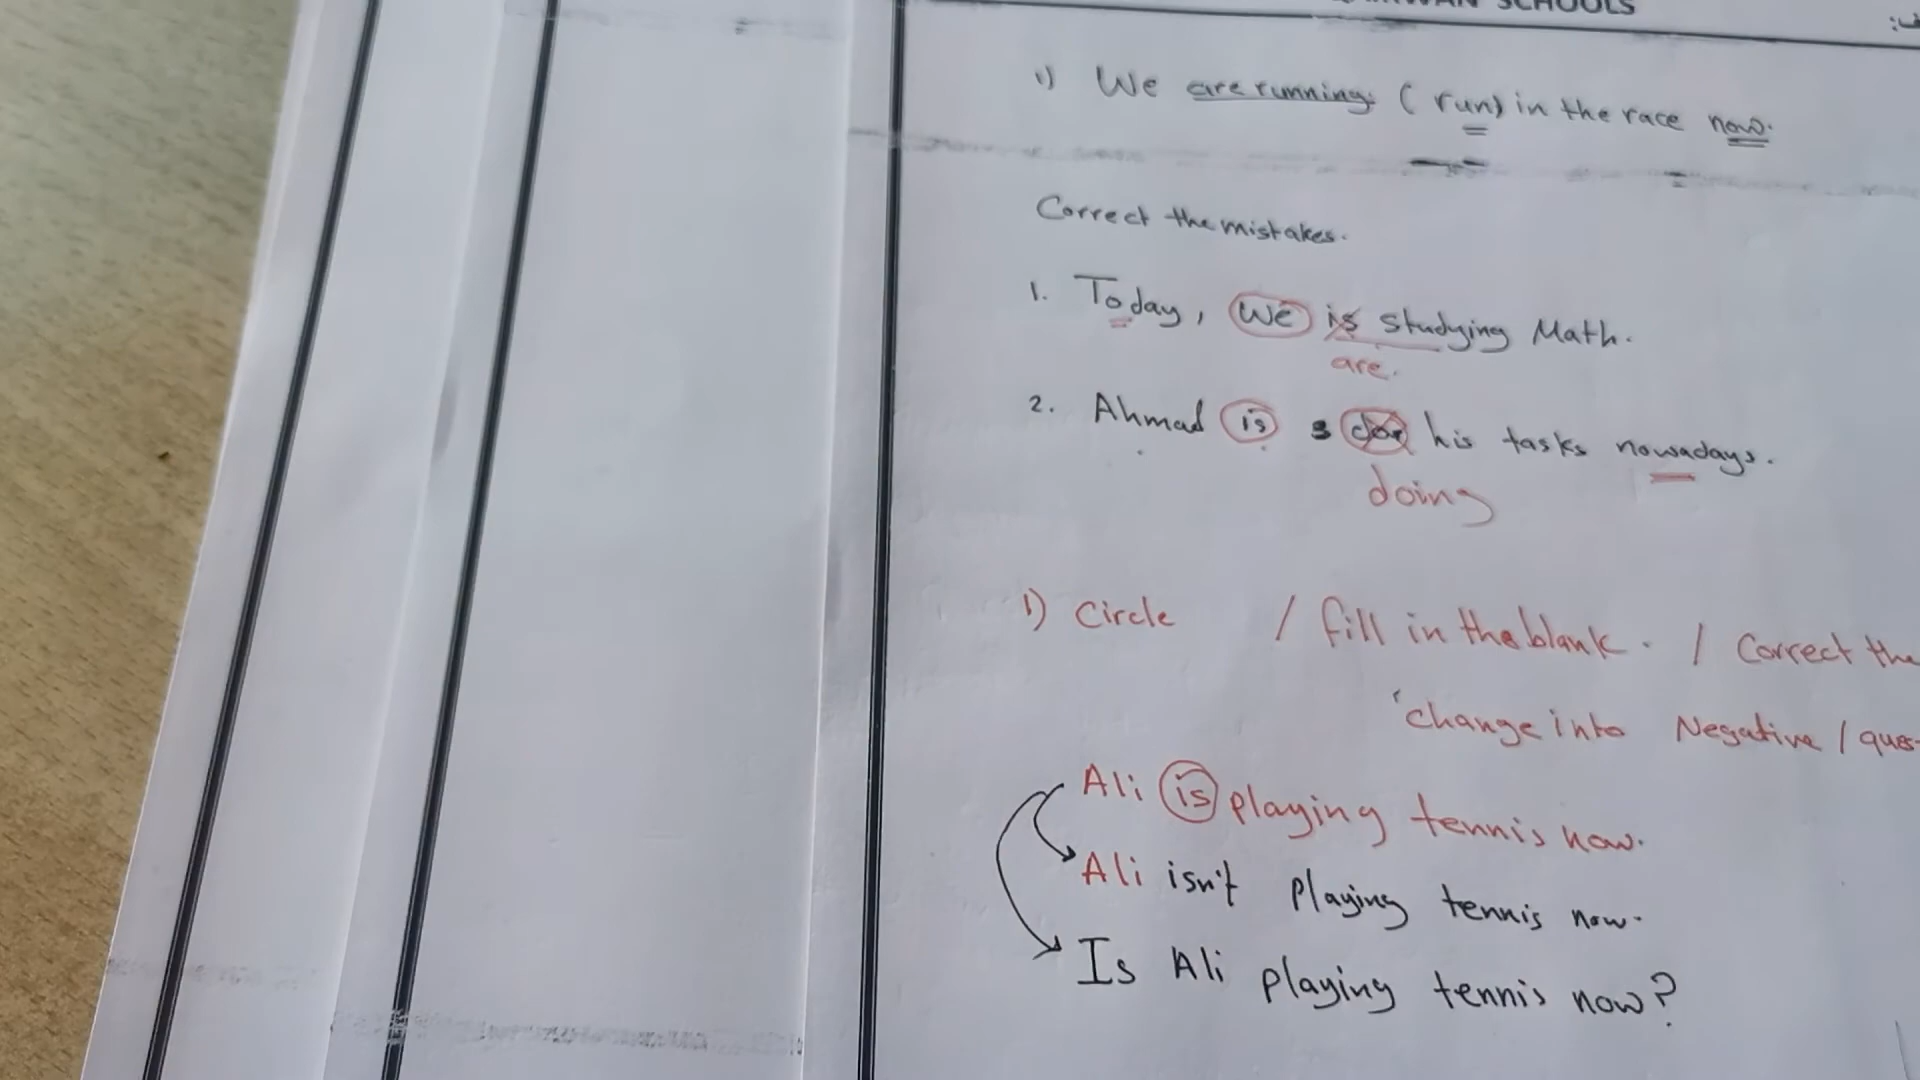 SCHOOLS
1) We are running. (run) in the race now.
Correct the mistakes.
1. Today, we is studying Math.
are.
2. Ahmad is his tasks nowadays.
doing
1) Circle / fill in the blank. / Correct the
change into Negative / ques-
Ali is playing tennis now.
Ali isn't playing tennis now.
Is Ali playing tennis now?